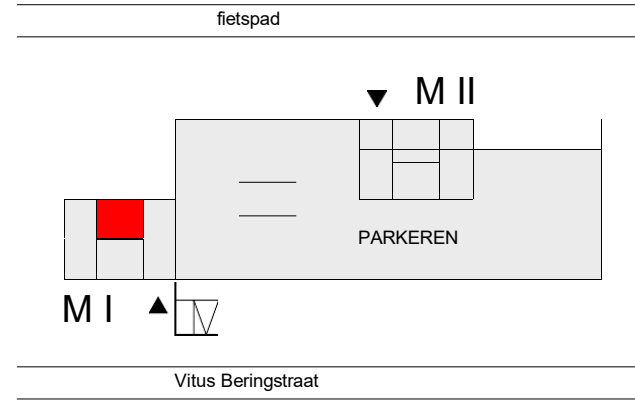 fietspad
M II
PARKEREN
M I
Vitus Beringstraat